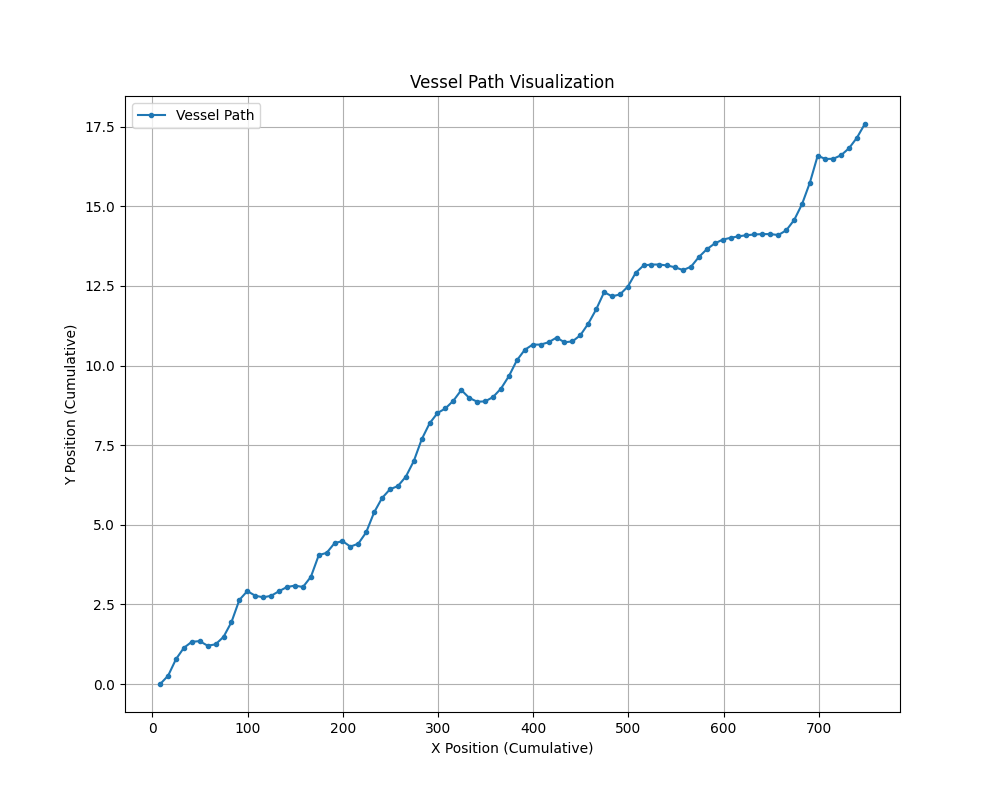 Vessel Path Visualization
Vessel Path
17.5
15.0
12.5
10.0
7.5
5.0
2.5
0.0
Y Position (Cumulative)
0 100 200 300 400 500 600 700
X Position (Cumulative)